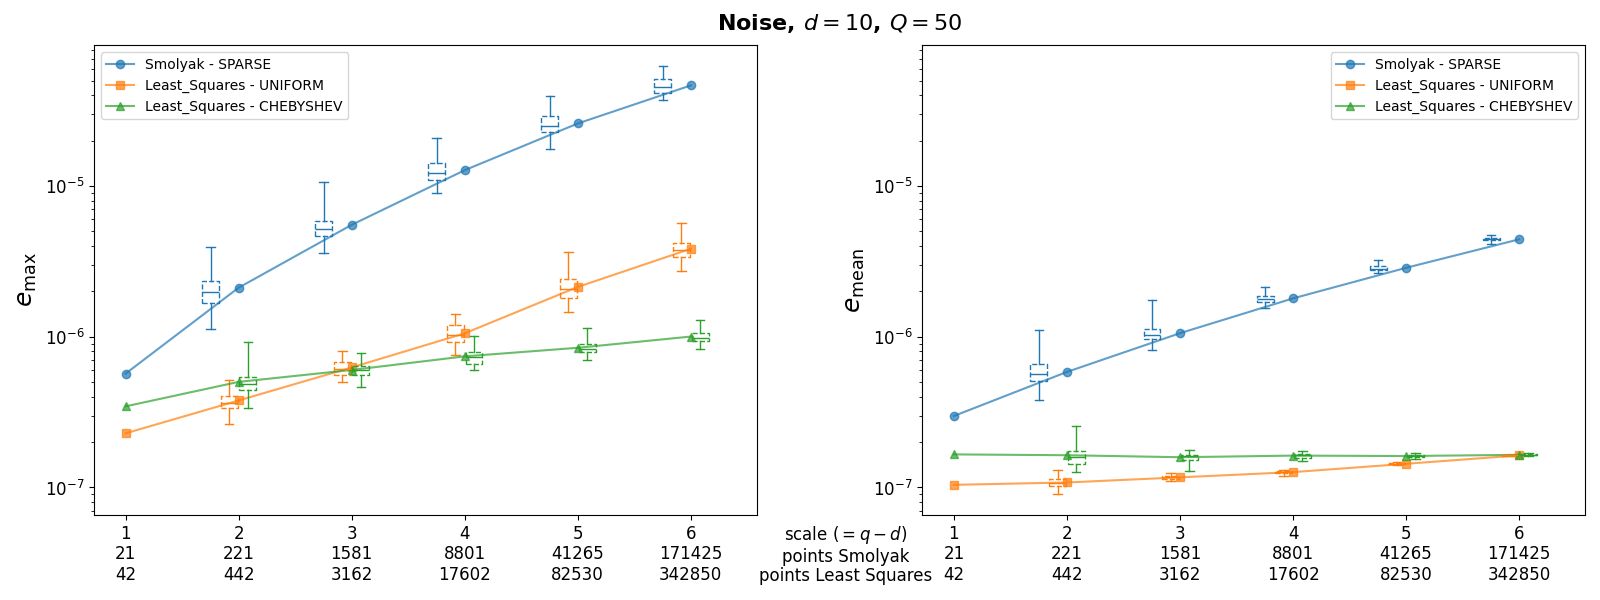 Noise, d = 10, Q = 50
Smolyak - SPARSE
Least_Squares - UNIFORM
Least_Squares - CHEBYSHEV
e_max
10^-5
10^-6
10^-7
1 2 3 4 5 6
21 221 1581 8801 41265 171425
42 442 3162 17602 82530 342850
scale (= q − d)
points Smolyak
points Least Squares
Smolyak - SPARSE
Least_Squares - UNIFORM
Least_Squares - CHEBYSHEV
e_mean
10^-5
10^-6
10^-7
1 2 3 4 5 6
21 221 1581 8801 41265 171425
42 442 3162 17602 82530 342850